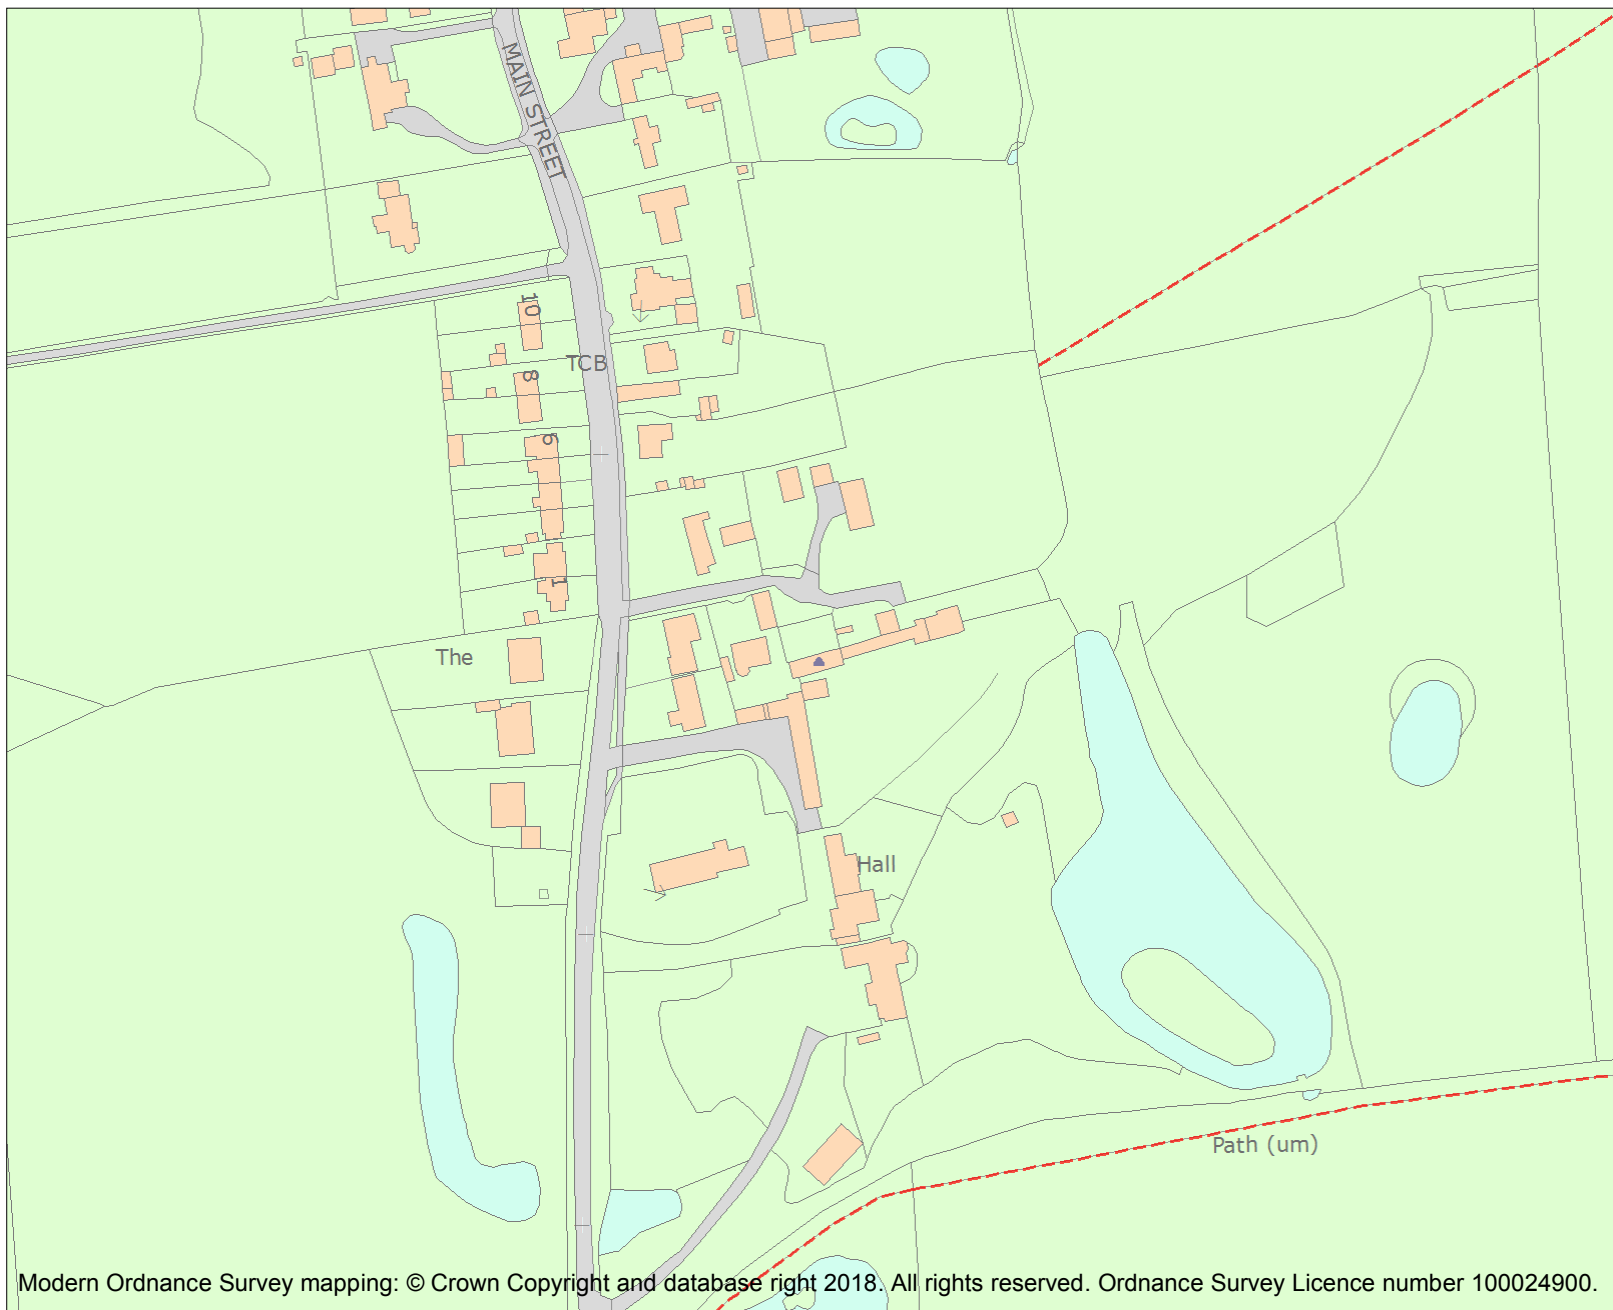 MAIN STREET
10
TCB
8
6
1
The
Hall
Path (um)
Modern Ordnance Survey mapping: © Crown Copyright and database right 2018. All rights reserved. Ordnance Survey Licence number 100024900.